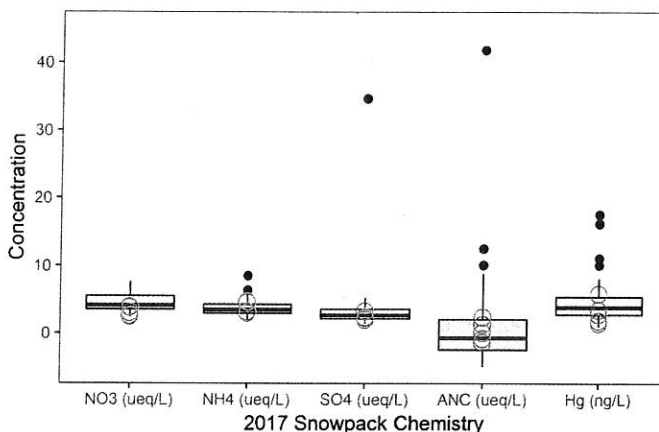 Concentration
40
30
20
10
0
NO3 (ueq/L) NH4 (ueq/L) SO4 (ueq/L) ANC (ueq/L) Hg (ng/L)
2017 Snowpack Chemistry